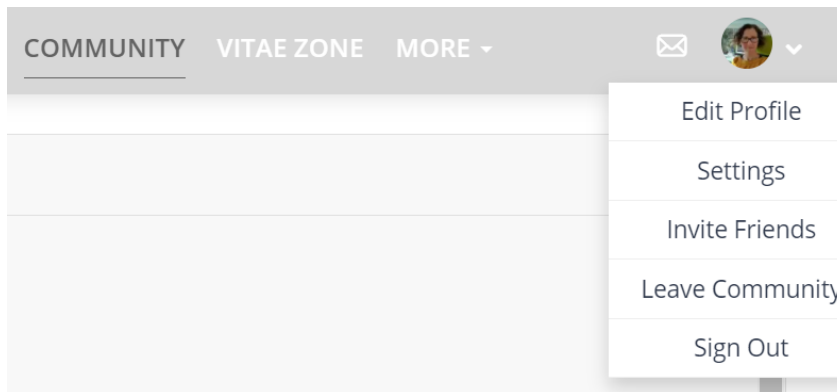 COMMUNITY VITAE ZONE MORE
Edit Profile
Settings
Invite Friends
Leave Community
Sign Out